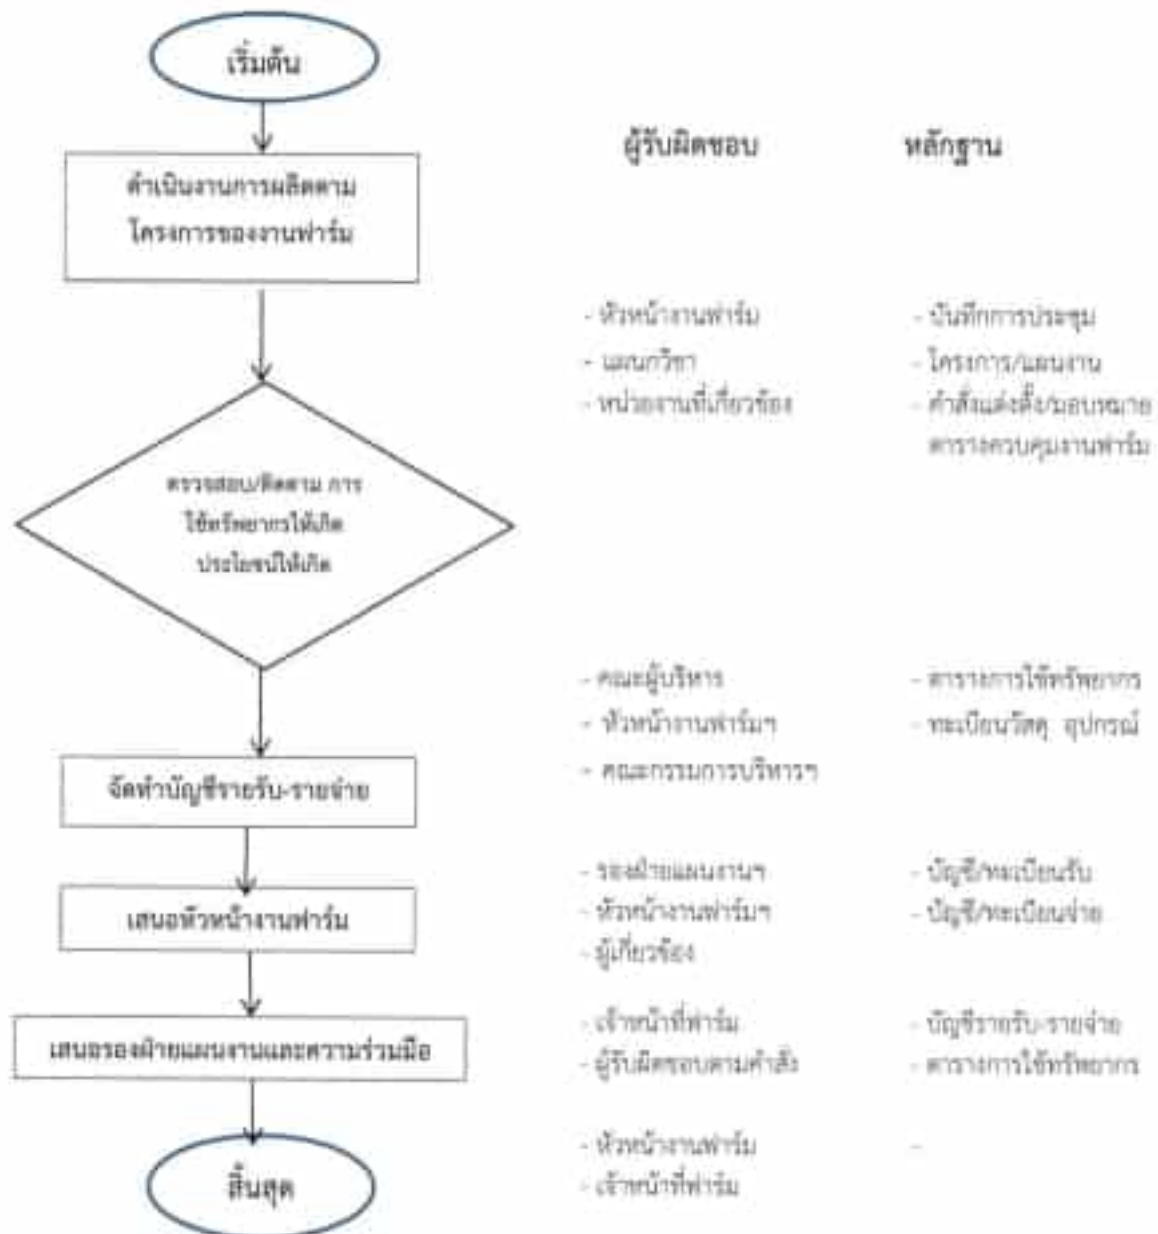 เริ่มต้น
ผู้รับผิดชอบ
หลักฐาน
ดำเนินงานการผลิตตาม
โครงการของงานฟาร์ม
- หัวหน้างานฟาร์ม
- บันทึกการประชุม
- แผนกวิชา
- โครงการ/แผนงาน
- หน่วยงานที่เกี่ยวข้อง
- คำสั่งแต่งตั้ง/มอบหมาย
ตารางควบคุมงานฟาร์ม
ตรวจสอบ/ติดตาม การ
ใช้ทรัพยากรให้เกิด
ประโยชน์ให้เกิด
- คณะผู้บริหาร
- ตารางการใช้ทรัพยากร
- หัวหน้างานฟาร์มฯ
- ทะเบียนวัสดุ อุปกรณ์
- คณะกรรมการบริหารฯ
จัดทำบัญชีรายรับ-รายจ่าย
- รองฝ่ายแผนงานฯ
- บัญชี/ทะเบียนรับ
- หัวหน้างานฟาร์มฯ
- บัญชี/ทะเบียนจ่าย
เสนอหัวหน้างานฟาร์ม
- ผู้เกี่ยวข้อง
- เจ้าหน้าที่ฟาร์ม
- บัญชีรายรับ-รายจ่าย
เสนอรองฝ่ายแผนงานและความร่วมมือ
- ผู้รับผิดชอบตามคำสั่ง
- ตารางการใช้ทรัพยากร
- หัวหน้างานฟาร์ม
-
สิ้นสุด
- เจ้าหน้าที่ฟาร์ม